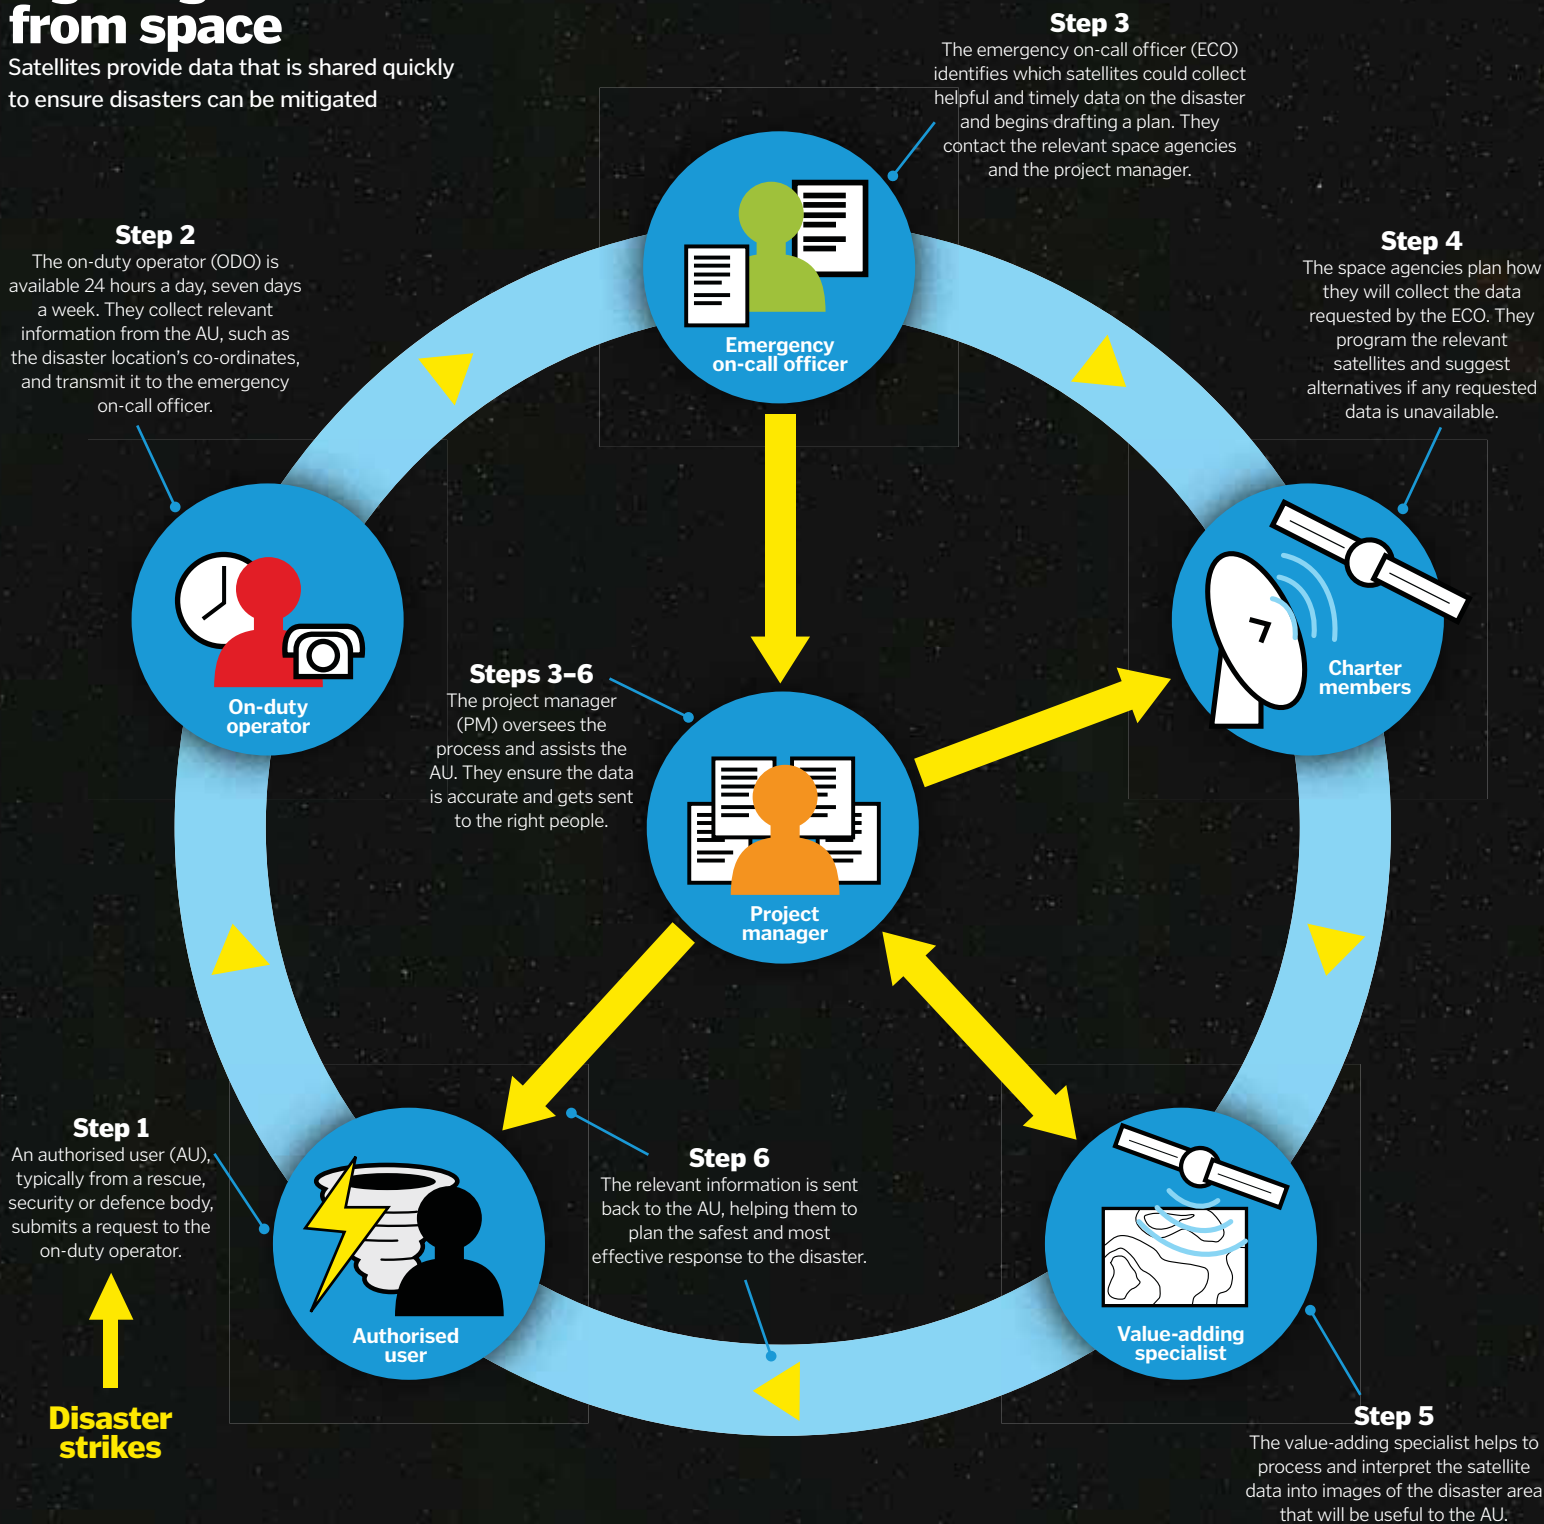 from space
Satellites provide data that is shared quickly
to ensure disasters can be mitigated
Step 3
The emergency on-call officer (ECO)
identifies which satellites could collect
helpful and timely data on the disaster
and begins drafting a plan. They
contact the relevant space agencies
and the project manager.
Step 2
The on-duty operator (ODO) is
available 24 hours a day, seven days
a week. They collect relevant
information from the AU, such as
the disaster location's co-ordinates,
and transmit it to the emergency
on-call officer.
Step 4
The space agencies plan how
they will collect the data
requested by the ECO. They
program the relevant
satellites and suggest
alternatives if any requested
data is unavailable.
Emergency
on-call officer
On-duty
operator
Charter
members
Steps 3–6
The project manager
(PM) oversees the
process and assists the
AU. They ensure the data
is accurate and gets sent
to the right people.
Project
manager
Step 1
An authorised user (AU),
typically from a rescue,
security or defence body,
submits a request to the
on-duty operator.
Disaster
strikes
Authorised
user
Step 6
The relevant information is sent
back to the AU, helping them to
plan the safest and most
effective response to the disaster.
Value-adding
specialist
Step 5
The value-adding specialist helps to
process and interpret the satellite
data into images of the disaster area
that will be useful to the AU.